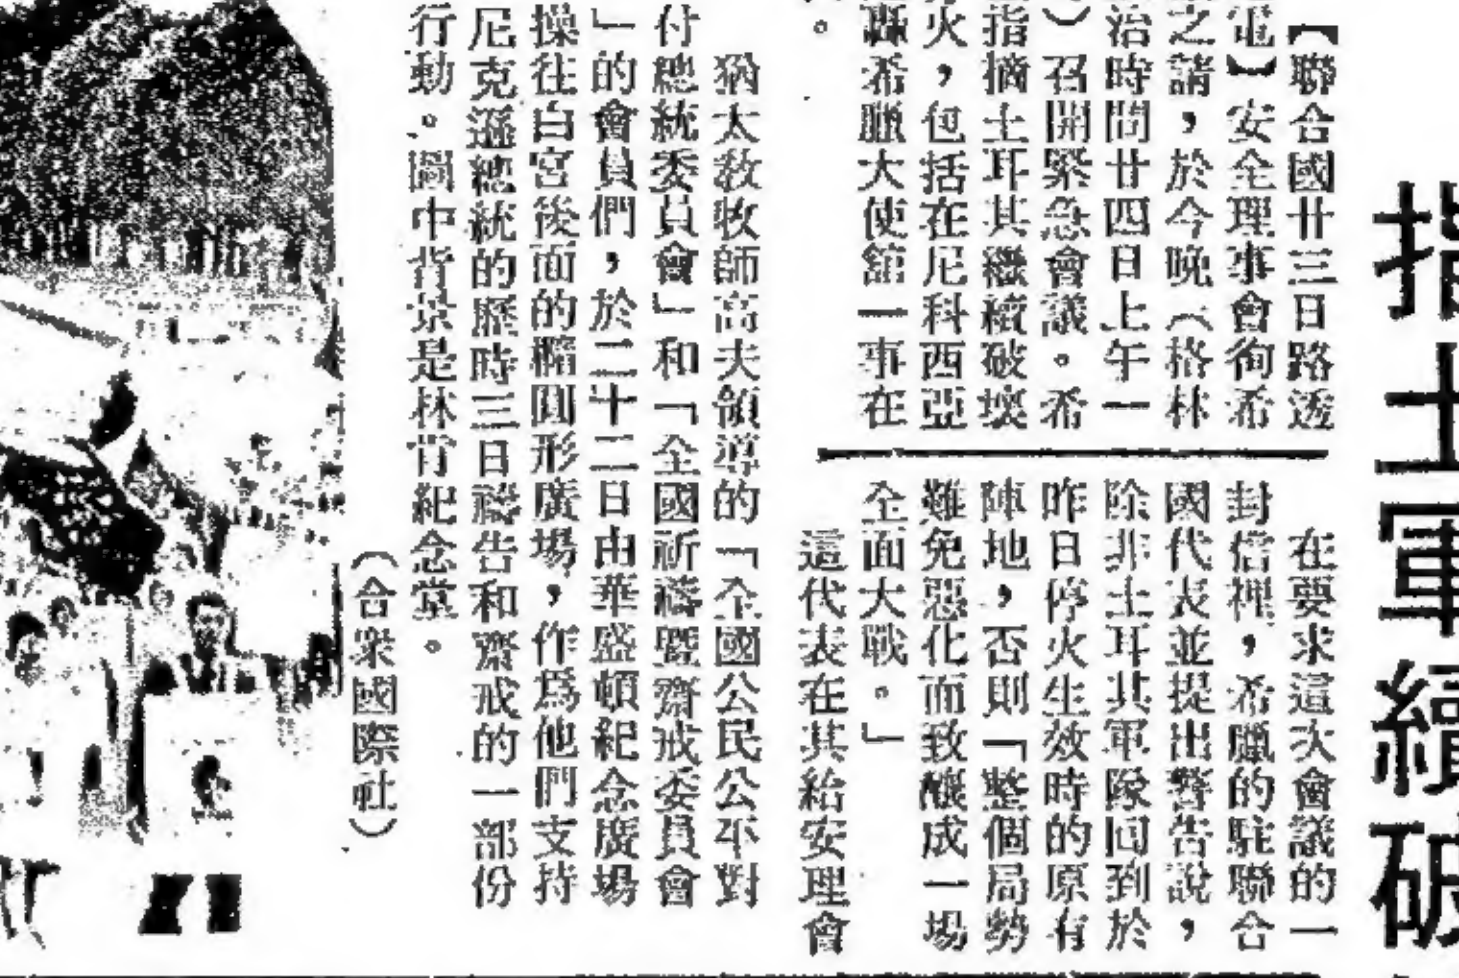 指土軍續破
【聯合國廿三日路透
電】安全理事會徇希
之請，於今晚（格林
治時間廿四日上午一
）召開緊急會議。希
指摘土耳其繼續破壞
火，包括在尼科西亞
希臘大使館一事在
。
在要求這次會議的一
封信裡，希臘的駐聯合
國代表並提出警告說，
除非土耳其軍隊回到於
昨日停火生效時的原有
陣地，否則「整個局勢
難免惡化而致釀成一場
全面大戰。」
這代表在其給安理會
猶太敎牧師高夫領導的「全國公民公平對
付總統委員會」和「全國祈禱暨齋戒委員會
」的會員們，於二十二日由華盛頓紀念廣場
操往白宮後面的橢圓形廣場，作爲他們支持
尼克遜總統的歷時三日禱告和齋戒的一部份
行動。圖中背景是林肯紀念堂。
（合衆國際社）